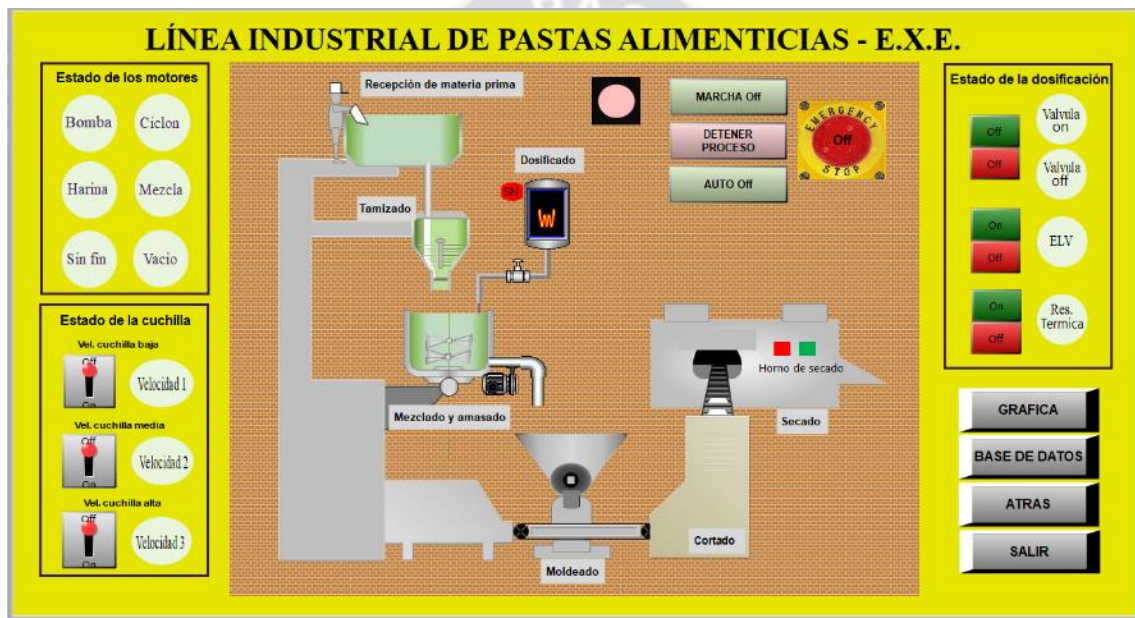 LÍNEA INDUSTRIAL DE PASTAS ALIMENTICIAS - E.X.E.
Estado de los motores
Bomba
Ciclon
Harina
Mezcla
Sin fin
Vacio
Estado de la cuchilla
Vel. cuchilla baja
Off
On
Velocidad 1
Vel. cuchilla media
Off
On
Velocidad 2
Vel. cuchilla alta
Off
On
Velocidad 3
Recepción de materia prima
Tamizado
Dosificado
SN
Mezclado y amasado
Moldeado
Cortado
Horno de secado
Secado
MARCHA Off
DETENER
PROCESO
AUTO Off
EMERGENCY
Off
STOP
Estado de la dosificación
Off
Off
Valvula
on
Valvula
off
On
Off
ELV
On
Off
Res.
Termica
GRAFICA
BASE DE DATOS
ATRAS
SALIR